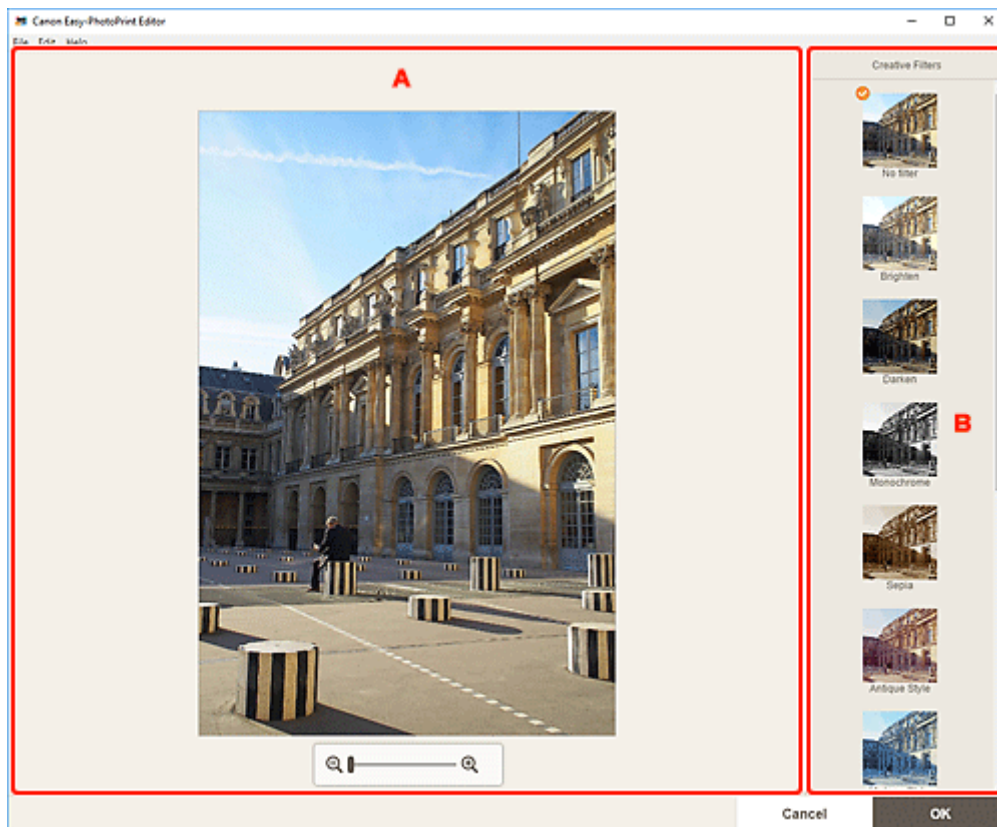 Canon Easy-PhotoPrint Editor
File Edit Help
A
Creative Filters
No filter
Brighten
Darken
Monochrome
B
Sepia
Antique Style
Cancel
OK